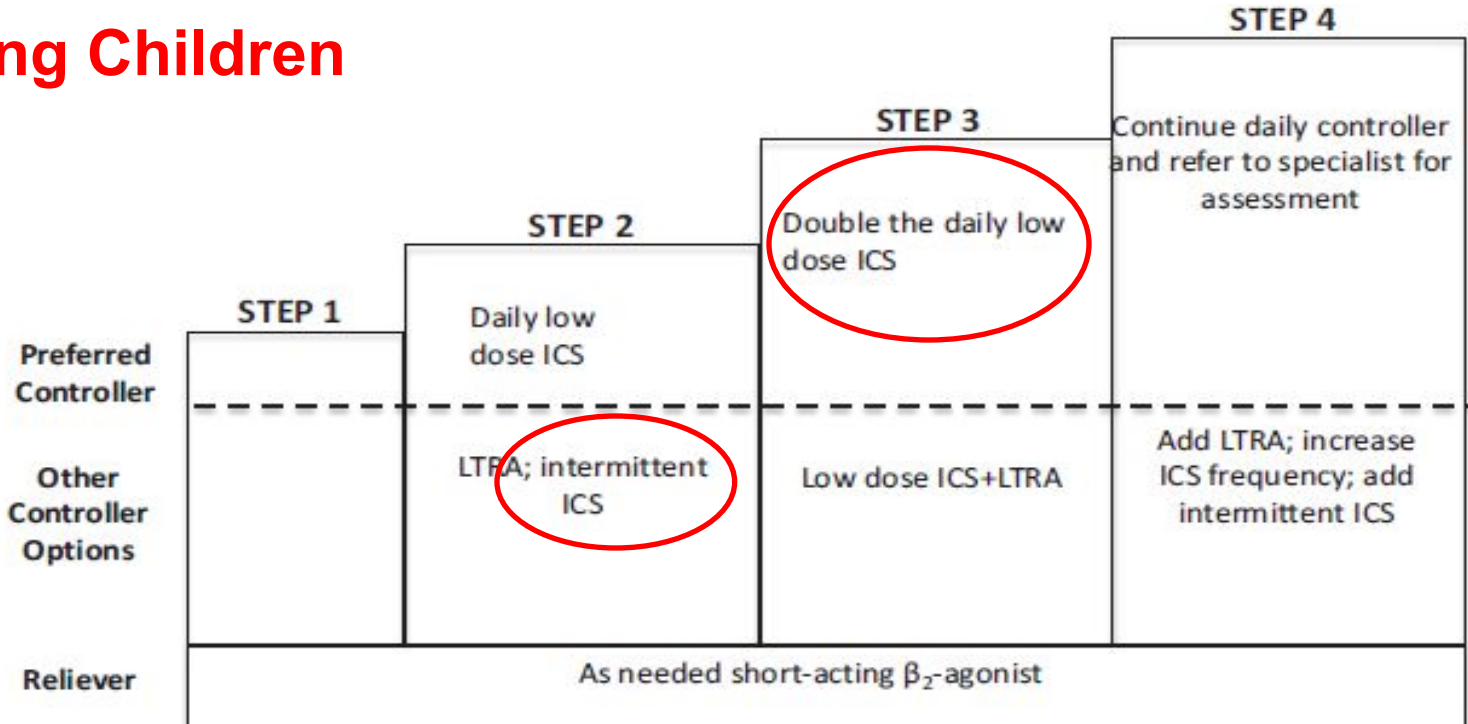 ng Children
STEP 4
Continue daily controller
and refer to specialist for
assessment
STEP 3
Double the daily low
dose ICS
STEP 2
Daily low
dose ICS
STEP 1
Preferred
Controller
Other
Controller
Options
LTRA; intermittent
ICS
Low dose ICS+LTRA
Add LTRA; increase
ICS frequency; add
intermittent ICS
Reliever
As needed short-acting β₂-agonist